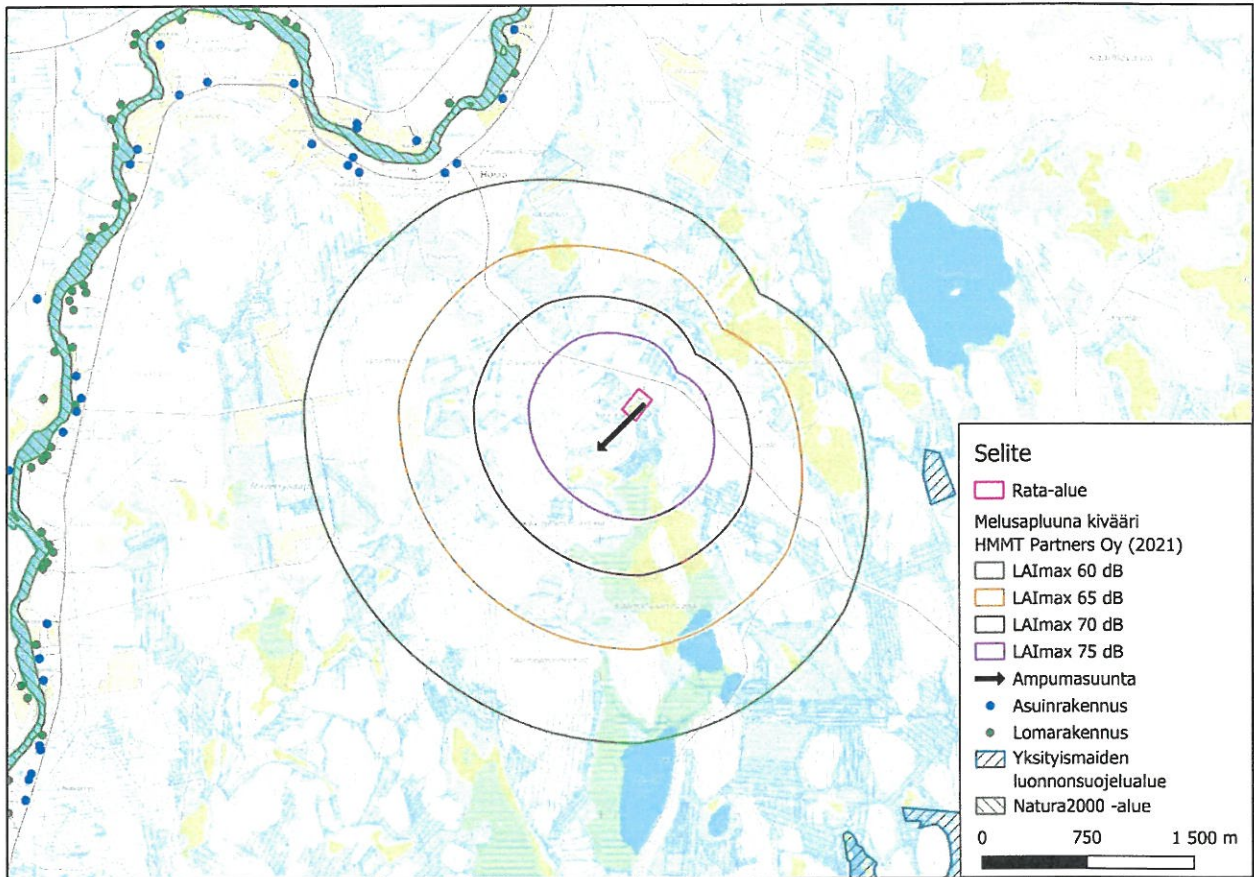 Selite
Rata-alue
Melusapluuna kivääri
HMMT Partners Oy (2021)
LAImax 60 dB
LAImax 65 dB
LAImax 70 dB
LAImax 75 dB
Ampumasuunta
Asuinrakennus
Lomarakennus
Yksityismaiden
luonnonsuojelualue
Natura2000 -alue
0 750 1 500 m